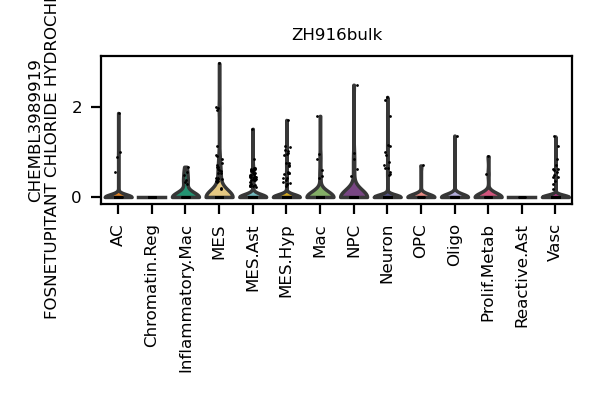 ZH916bulk
CHEMBL3989919
FOSNETUPITANT CHLORIDE
2
0
AC
Chromatin.Reg
Inflammatory.Mac
MES
MES.Ast
MES.Hyp
Mac
NPC
Neuron
OPC
Oligo
Prolif.Metab
Reactive.Ast
Vasc